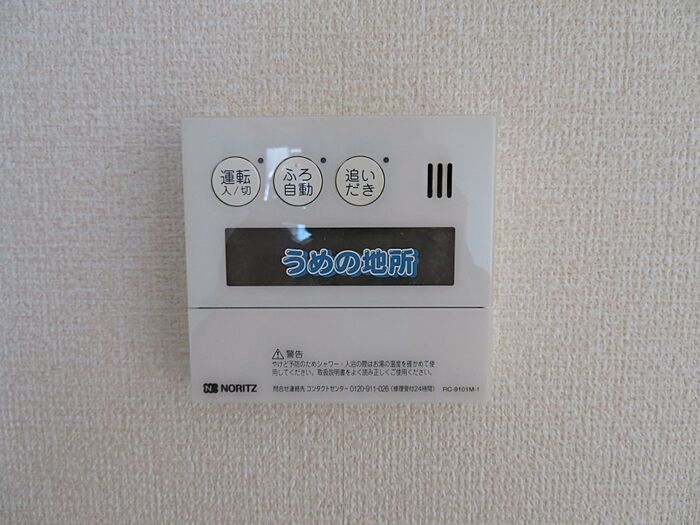 運転
入/切
ふろ
自動
追い
だき
うめの地所
警告
やけど予防のためシャワー・入浴の際はお湯の温度を確かめて使
用してください。取扱説明書をよく読み正しくご使用ください。
NORITZ
問合せ連絡先 コンタクトセンター 0120-911-026（修理受付24時間）
RC-9101M-1